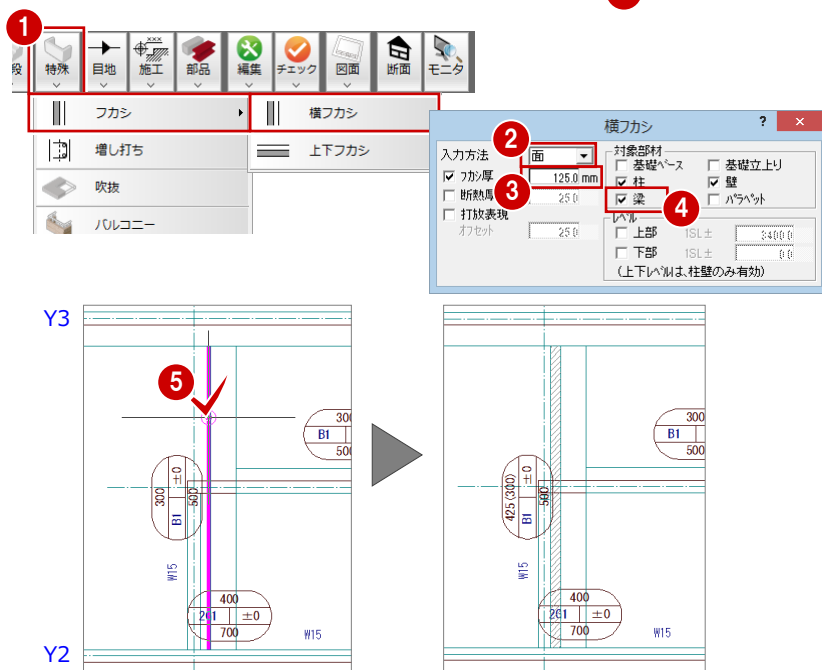 1
段 特殊 目地 施工 部品 編集 チェック 図面 断面 モニタ
フカシ 横フカシ
増し打ち 上下フカシ
吹抜
バルコニー
横フカシ ? ×
入力方法 2 面
フカシ厚 125.0 mm
断熱厚 3 25.0
打放表現
オフセット 25.0
対象部材
基礎ベース 基礎立上り
柱 壁
梁 4 パラペット
レベル
上部 1SL± 3400.0
下部 1SL± 0.0
(上下レベルは、柱壁のみ有効)
Y3
5
300
B1
500
300 B1 ±0
500
W15
400
2G1 ±0
700
W15
Y2
300
B1
500
425 (300) B1 ±0
500
W15
400
2G1 ±0
700
W15